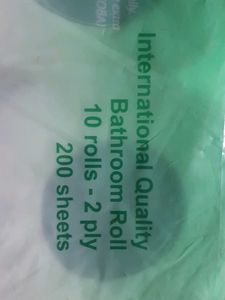 International Quality
Bathroom Roll
10 rolls - 2 ply
200 sheets